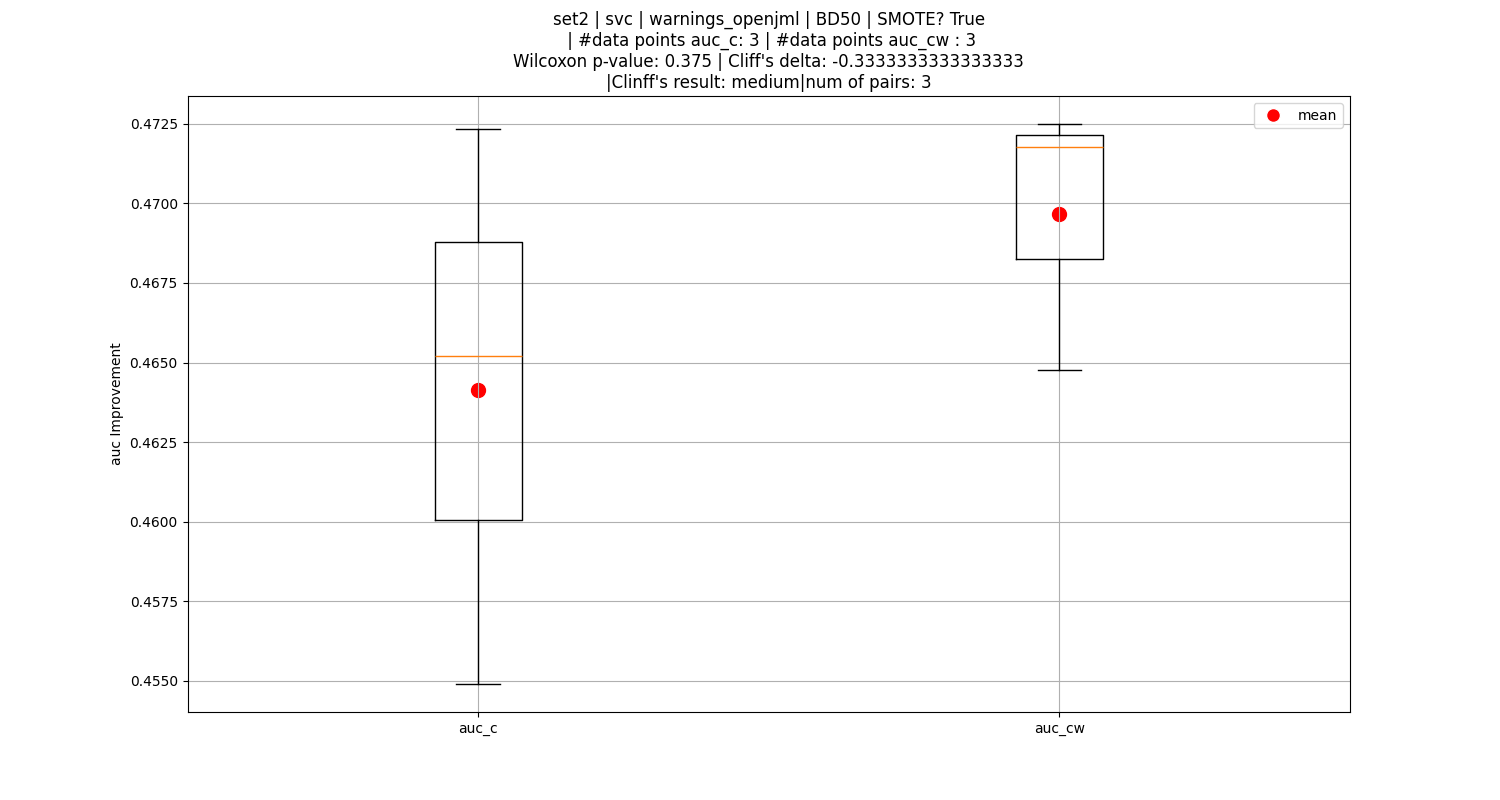 set2 | svc | warnings_openjml | BD50 | SMOTE? True
| #data points auc_c: 3 | #data points auc_cw : 3
Wilcoxon p-value: 0.375 | Cliff's delta: -0.3333333333333333
|Clinff's result: medium|num of pairs: 3
mean
auc Improvement
0.4725
0.4700
0.4675
0.4650
0.4625
0.4600
0.4575
0.4550
auc_c
auc_cw